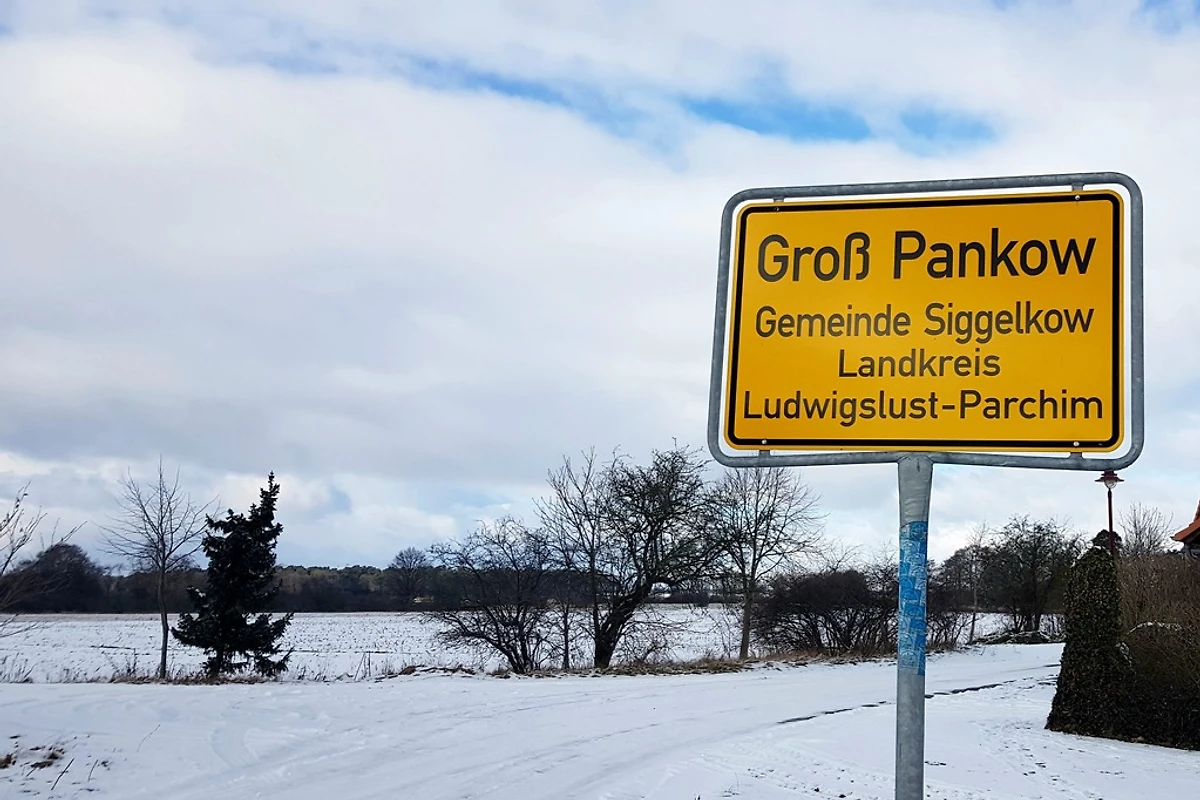 Groß Pankow
Gemeinde Siggelkow
Landkreis
Ludwigslust-Parchim